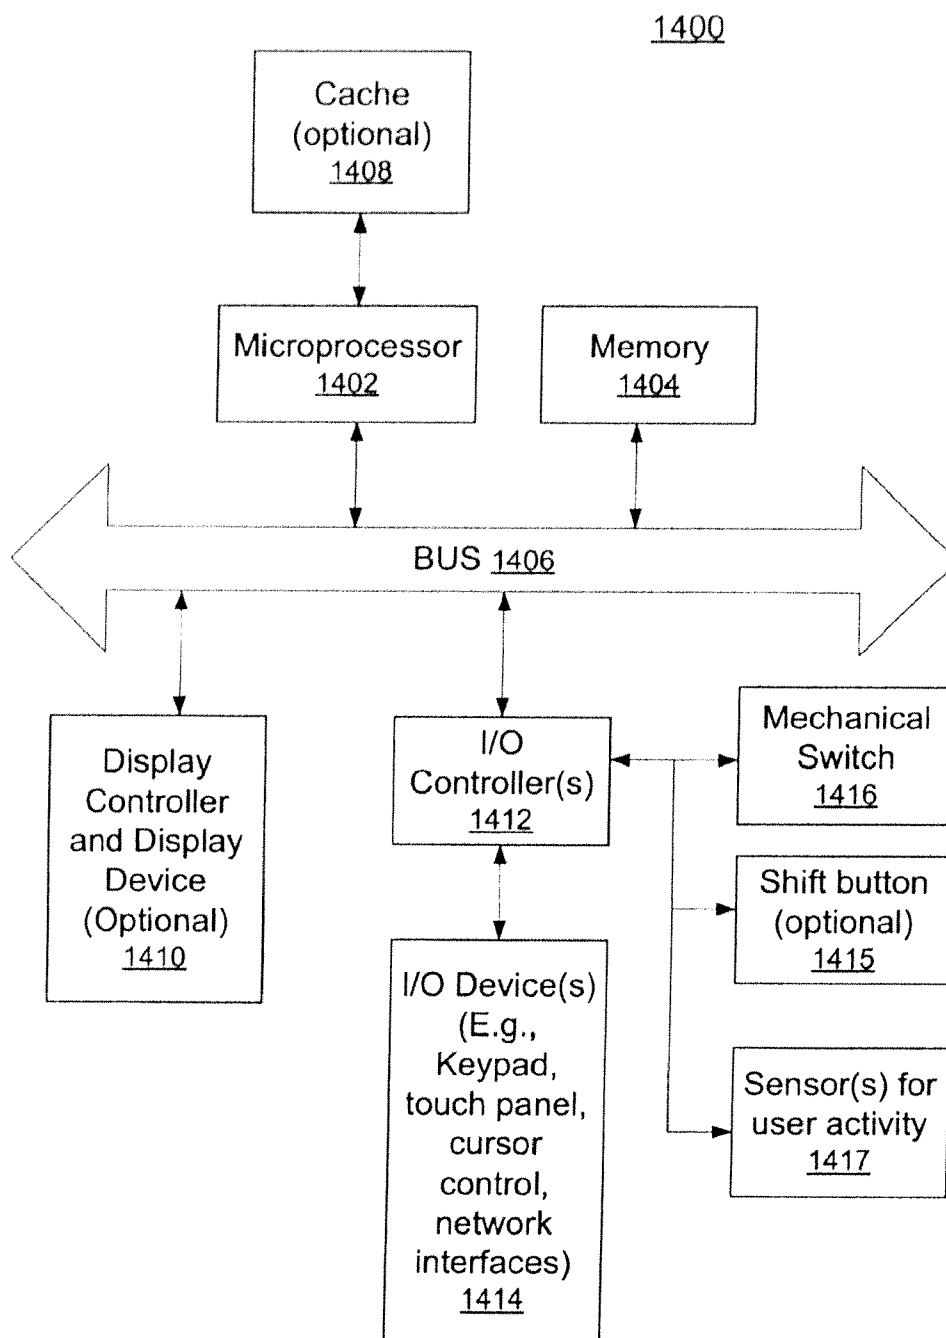 1400
Cache
(optional)
1408
Microprocessor
1402
Memory
1404
BUS 1406
Display
Controller
and Display
Device
(Optional)
1410
I/O
Controller(s)
1412
Mechanical
Switch
1416
Shift button
(optional)
1415
I/O Device(s)
(E.g.,
Keypad,
touch panel,
cursor
control,
network
interfaces)
1414
Sensor(s) for
user activity
1417